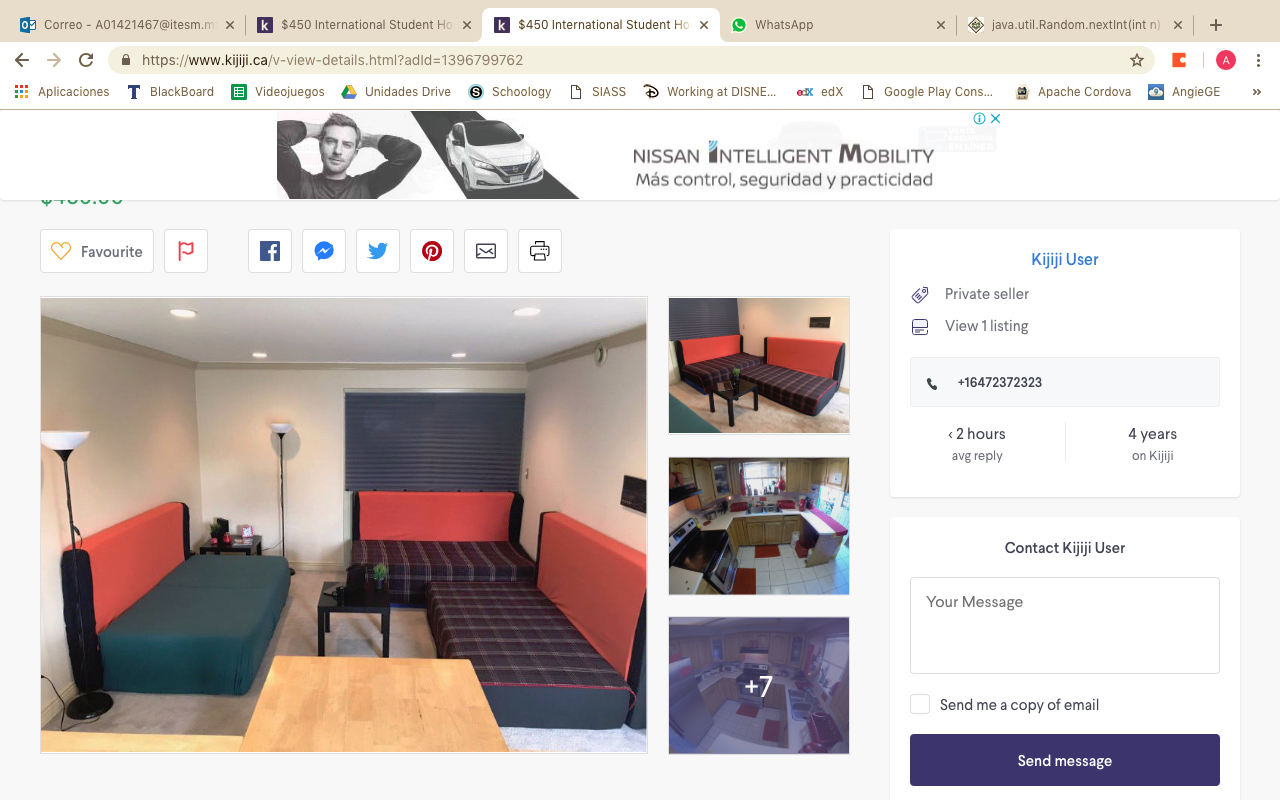 Correo - A01421467@itesm.m
$450 International Student Ho
$450 International Student Ho
WhatsApp
java.util.Random.nextInt(int n)
https://www.kijiji.ca/v-view-details.html?adId=1396799762
A
Aplicaciones
BlackBoard
Videojuegos
Unidades Drive
Schoology
SIASS
Working at DISNE...
edX
Google Play Cons...
Apache Cordova
AngieGE
»
NISSAN INTELLIGENT MOBILITY
Más control, seguridad y practicidad
Favourite
+7
Kijiji User
Private seller
View 1 listing
+16472372323
‹ 2 hours
avg reply
4 years
on Kijiji
Contact Kijiji User
Your Message
Send me a copy of email
Send message